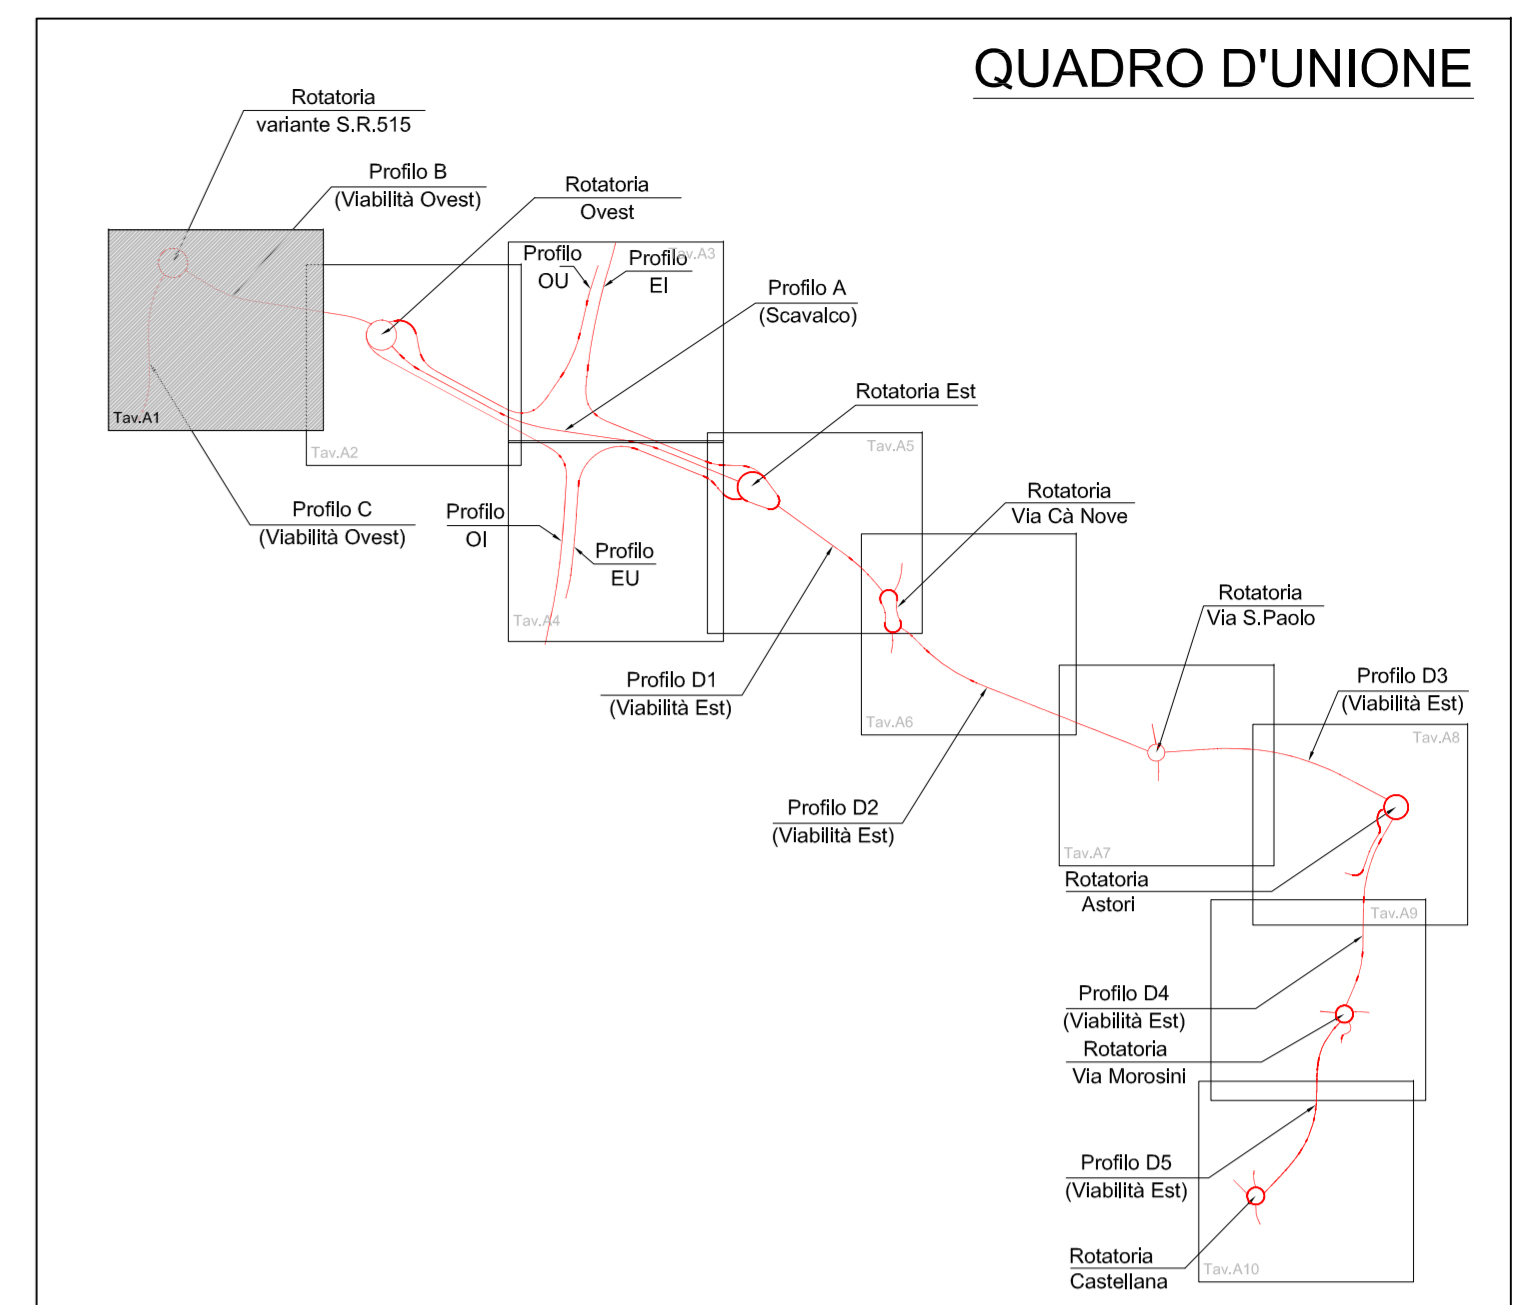 QUADRO D'UNIONE
Rotatoria
variante S.R.515
Profilo B
(Viabilità Ovest)
Rotatoria
Ovest
Profilo
OU
Tav.A3
Profilo
EI
Profilo A
(Scavalco)
Rotatoria Est
Tav.A1
Tav.A2
Tav.A5
Profilo C
(Viabilità Ovest)
Profilo
OI
Profilo
EU
Rotatoria
Via Cà Nove
Tav.A4
Rotatoria
Via S.Paolo
Profilo D1
(Viabilità Est)
Profilo D3
(Viabilità Est)
Tav.A6
Tav.A8
Profilo D2
(Viabilità Est)
Tav.A7
Rotatoria
Astori
Tav.A9
Profilo D4
(Viabilità Est)
Rotatoria
Via Morosini
Profilo D5
(Viabilità Est)
Rotatoria
Castellana
Tav.A10